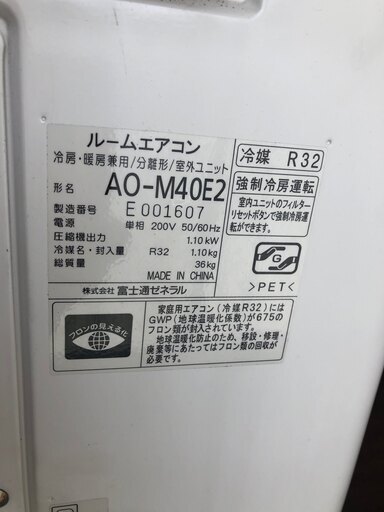 ルームエアコン
冷房・暖房兼用/分離形/室外ユニット
形名 AO-M40E2
製造番号 E001607
電源 単相 200V 50/60Hz
圧縮機出力 1.10kW
冷媒名・封入量 R32 1.10kg
総質量 36kg
MADE IN CHINA
株式会社 富士通ゼネラル
冷媒 R32
強制冷房運転
室内ユニットのフィルター
リセットボタンで強制冷房運
転ができます。
G
>PET<
フロンの見える化
家庭用エアコン(冷媒R32)には
GWP(地球温暖化係数)が675の
フロン類が封入されています。
地球温暖化防止のため、移設・修理・
廃棄等にあたってはフロン類の回収が
必要です。